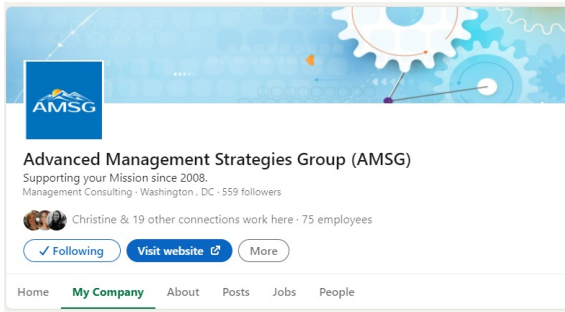 AMSG
Advanced Management Strategies Group (AMSG)
Supporting your Mission since 2008.
Management Consulting · Washington , DC · 559 followers
Christine & 19 other connections work here · 75 employees
Following
Visit website
More
Home My Company About Posts Jobs People